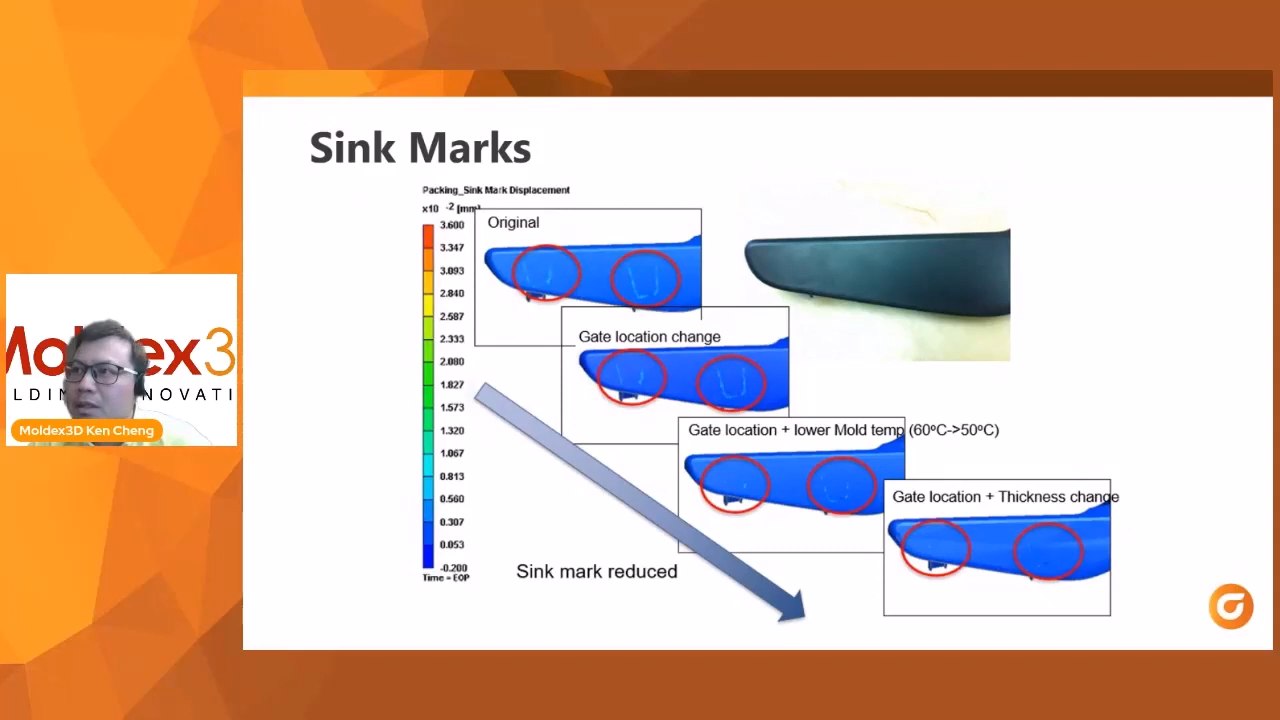 Sink Marks
Packing_Sink Mark Displacement
x10 -2 [mm]
3.600
3.347
3.093
2.840
2.587
2.333
2.080
1.827
1.573
1.320
1.067
0.813
0.560
0.307
0.053
-0.200
Time = EOP
Original
Gate location change
Gate location + lower Mold temp (60ºC->50ºC)
Gate location + Thickness change
Sink mark reduced
Moldex3D Ken Cheng